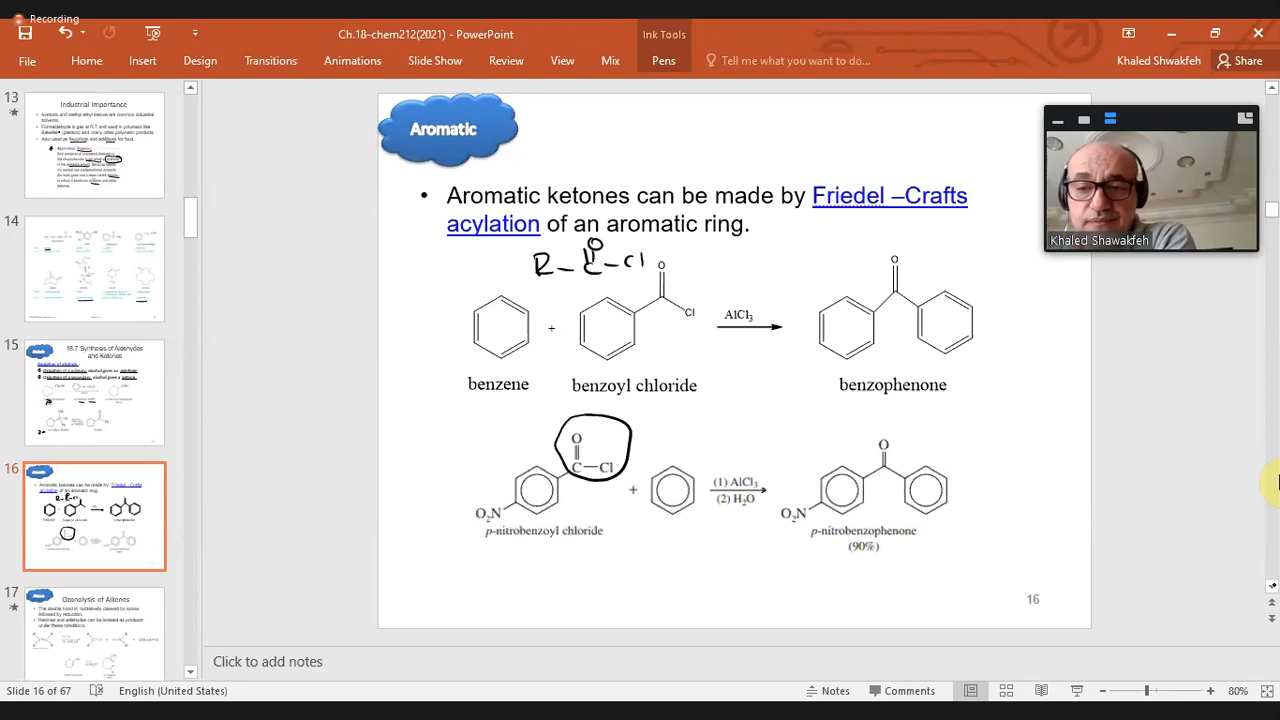 Recording
Ch.18-chem212(2021) - PowerPoint
Ink Tools
File Home Insert Design Transitions Animations Slide Show Review View Mix Pens Tell me what you want to do... Khaled Shwakfeh Share
13
Industrial Importance
14
15
18.7 Synthesis of Aldehydes
and Ketones
16
17
Ozonolysis of Alkenes
Aromatic
• Aromatic ketones can be made by Friedel –Crafts
acylation of an aromatic ring.
R – C – Cl
O
O
Cl
+
AlCl3
O
benzene benzoyl chloride benzophenone
O
C—Cl
O2N
+
(1) AlCl3
(2) H2O
O
O2N
p-nitrobenzoyl chloride
p-nitrobenzophenone
(90%)
16
Khaled Shawakfeh
Click to add notes
Slide 16 of 67 English (United States) Notes Comments 80%